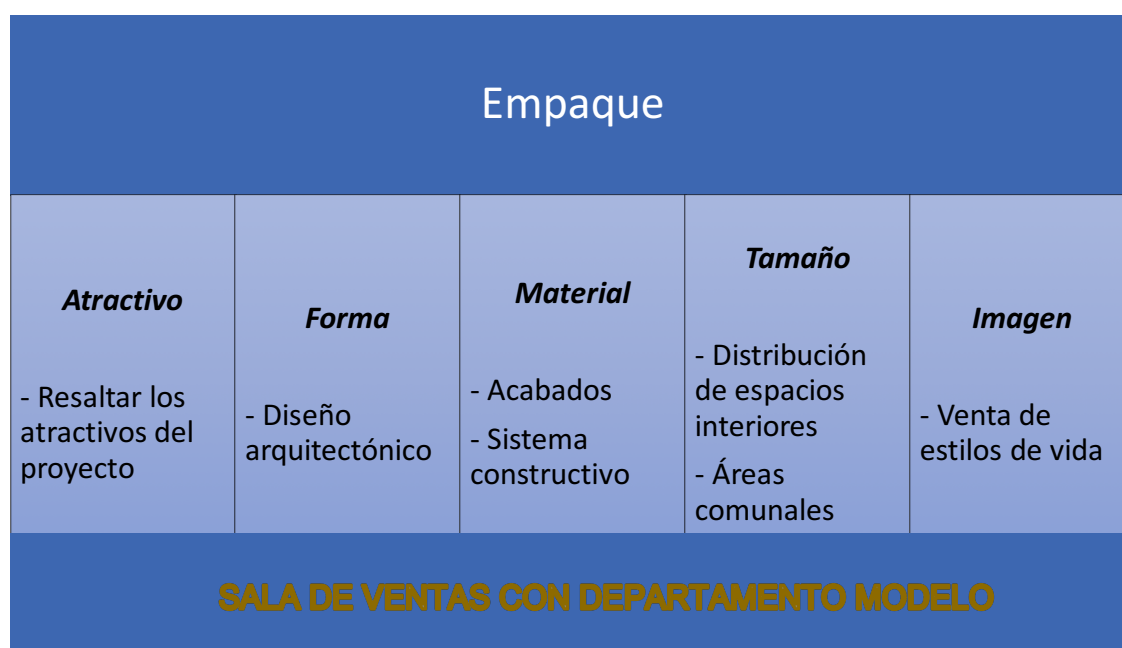 Empaque
Atractivo
- Resaltar los
atractivos del
proyecto
Forma
- Diseño
arquitectónico
Material
- Acabados
- Sistema
constructivo
Tamaño
- Distribución
de espacios
interiores
- Áreas
comunales
Imagen
- Venta de
estilos de vida
SALA DE VENTAS CON DEPARTAMENTO MODELO